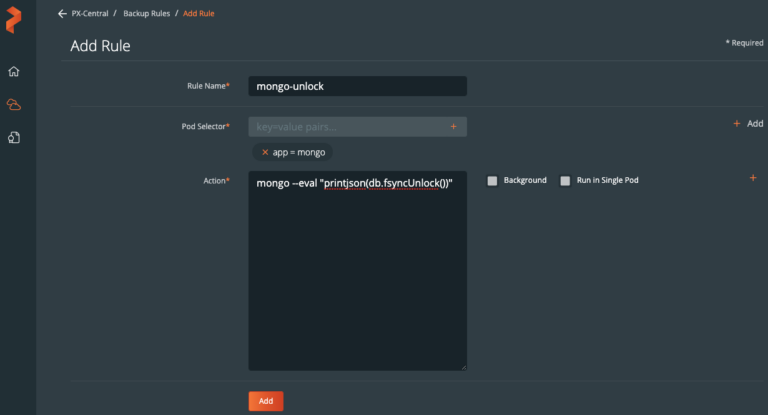 PX-Central / Backup Rules / Add Rule
Add Rule
* Required
Rule Name* mongo-unlock
Pod Selector* key=value pairs... + + Add
× app = mongo
Action* mongo --eval "printjson(db.fsyncUnlock())" Background Run in Single Pod +
Add